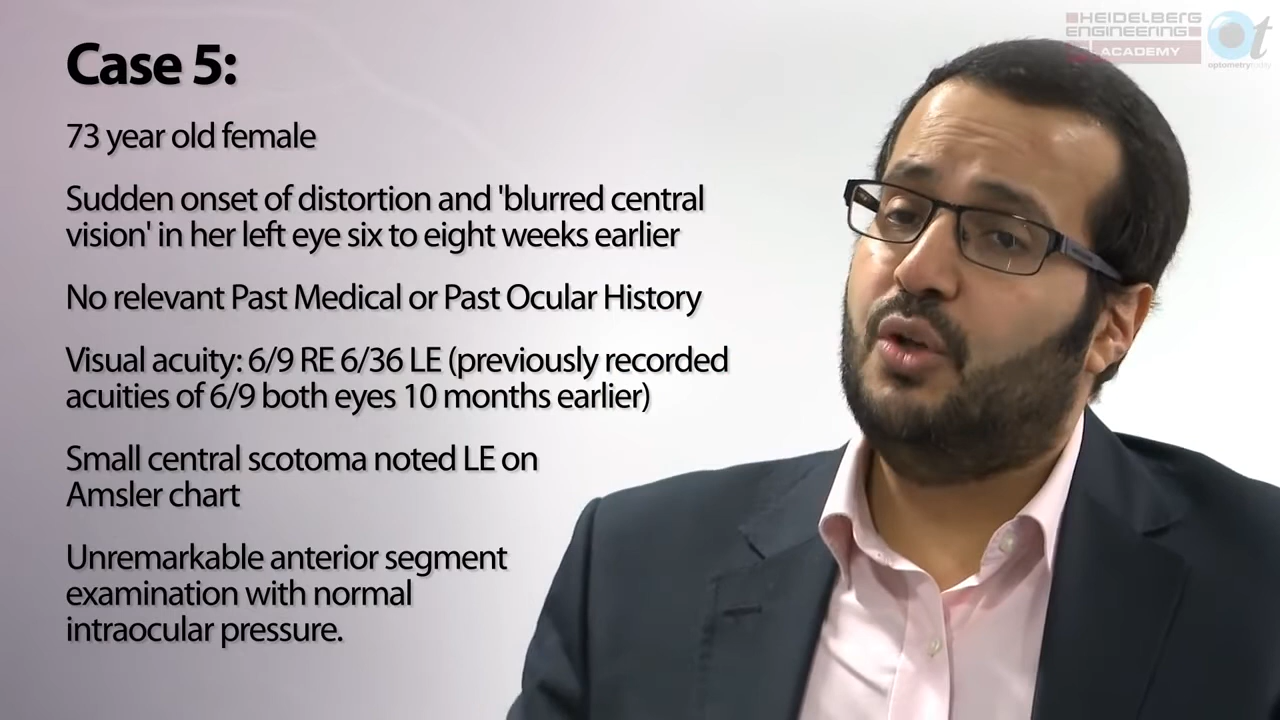 HEIDELBERG
ENGINEERING
ACADEMY
optometrytoday
Case 5:
73 year old female
Sudden onset of distortion and 'blurred central
vision' in her left eye six to eight weeks earlier
No relevant Past Medical or Past Ocular History
Visual acuity: 6/9 RE 6/36 LE (previously recorded
acuities of 6/9 both eyes 10 months earlier)
Small central scotoma noted LE on
Amsler chart
Unremarkable anterior segment
examination with normal
intraocular pressure.